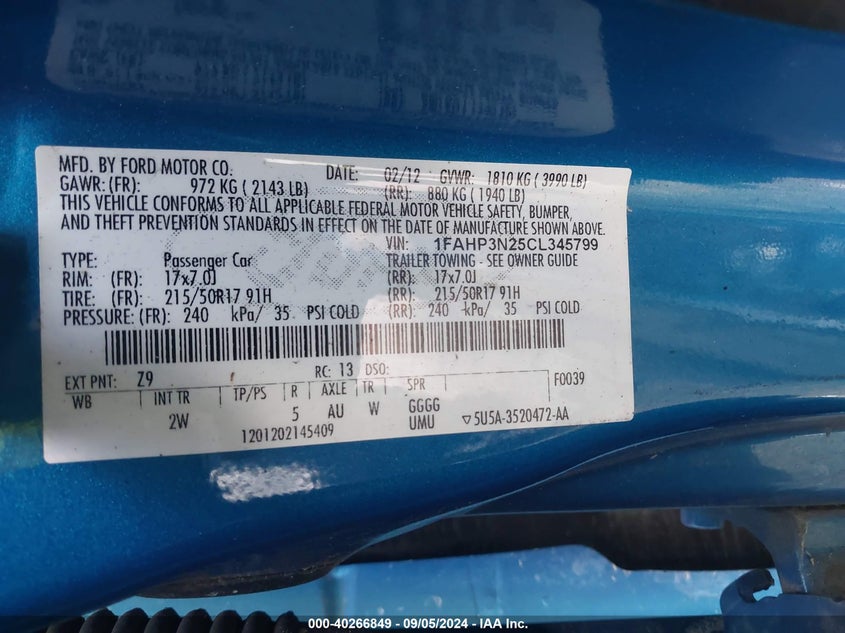 MFD. BY FORD MOTOR CO. DATE: 02/12 GVWR: 1810 KG ( 3990 LB)
GAWR: (FR): 972 KG ( 2143 LB) (RR): 880 KG ( 1940 LB)
THIS VEHICLE CONFORMS TO ALL APPLICABLE FEDERAL MOTOR VEHICLE SAFETY, BUMPER,
AND THEFT PREVENTION STANDARDS IN EFFECT ON THE DATE OF MANUFACTURE SHOWN ABOVE.
VIN: 1FAHP3N25CL345799
TYPE: Passenger Car TRAILER TOWING - SEE OWNER GUIDE
RIM: (FR): 17x7.0J (RR): 17x7.0J
TIRE: (FR): 215/50R17 91H (RR): 215/50R17 91H
PRESSURE: (FR): 240 kPa/ 35 PSI COLD (RR): 240 kPa/ 35 PSI COLD
EXT PNT: Z9 RC: 13 DSO: F0039
WB INT TR TP/PS R AXLE TR SPR
2W 5 AU W GGGG
UMU ▽5U5A-3520472-AA
1201202145409
000-40266849 - 09/05/2024 - IAA Inc.